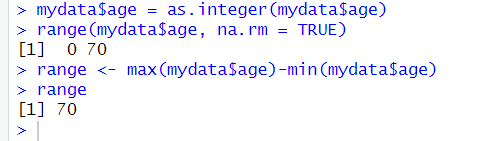 > mydata$age = as.integer(mydata$age)
> range(mydata$age, na.rm = TRUE)
[1]  0 70
> range <- max(mydata$age)-min(mydata$age)
> range
[1] 70
>